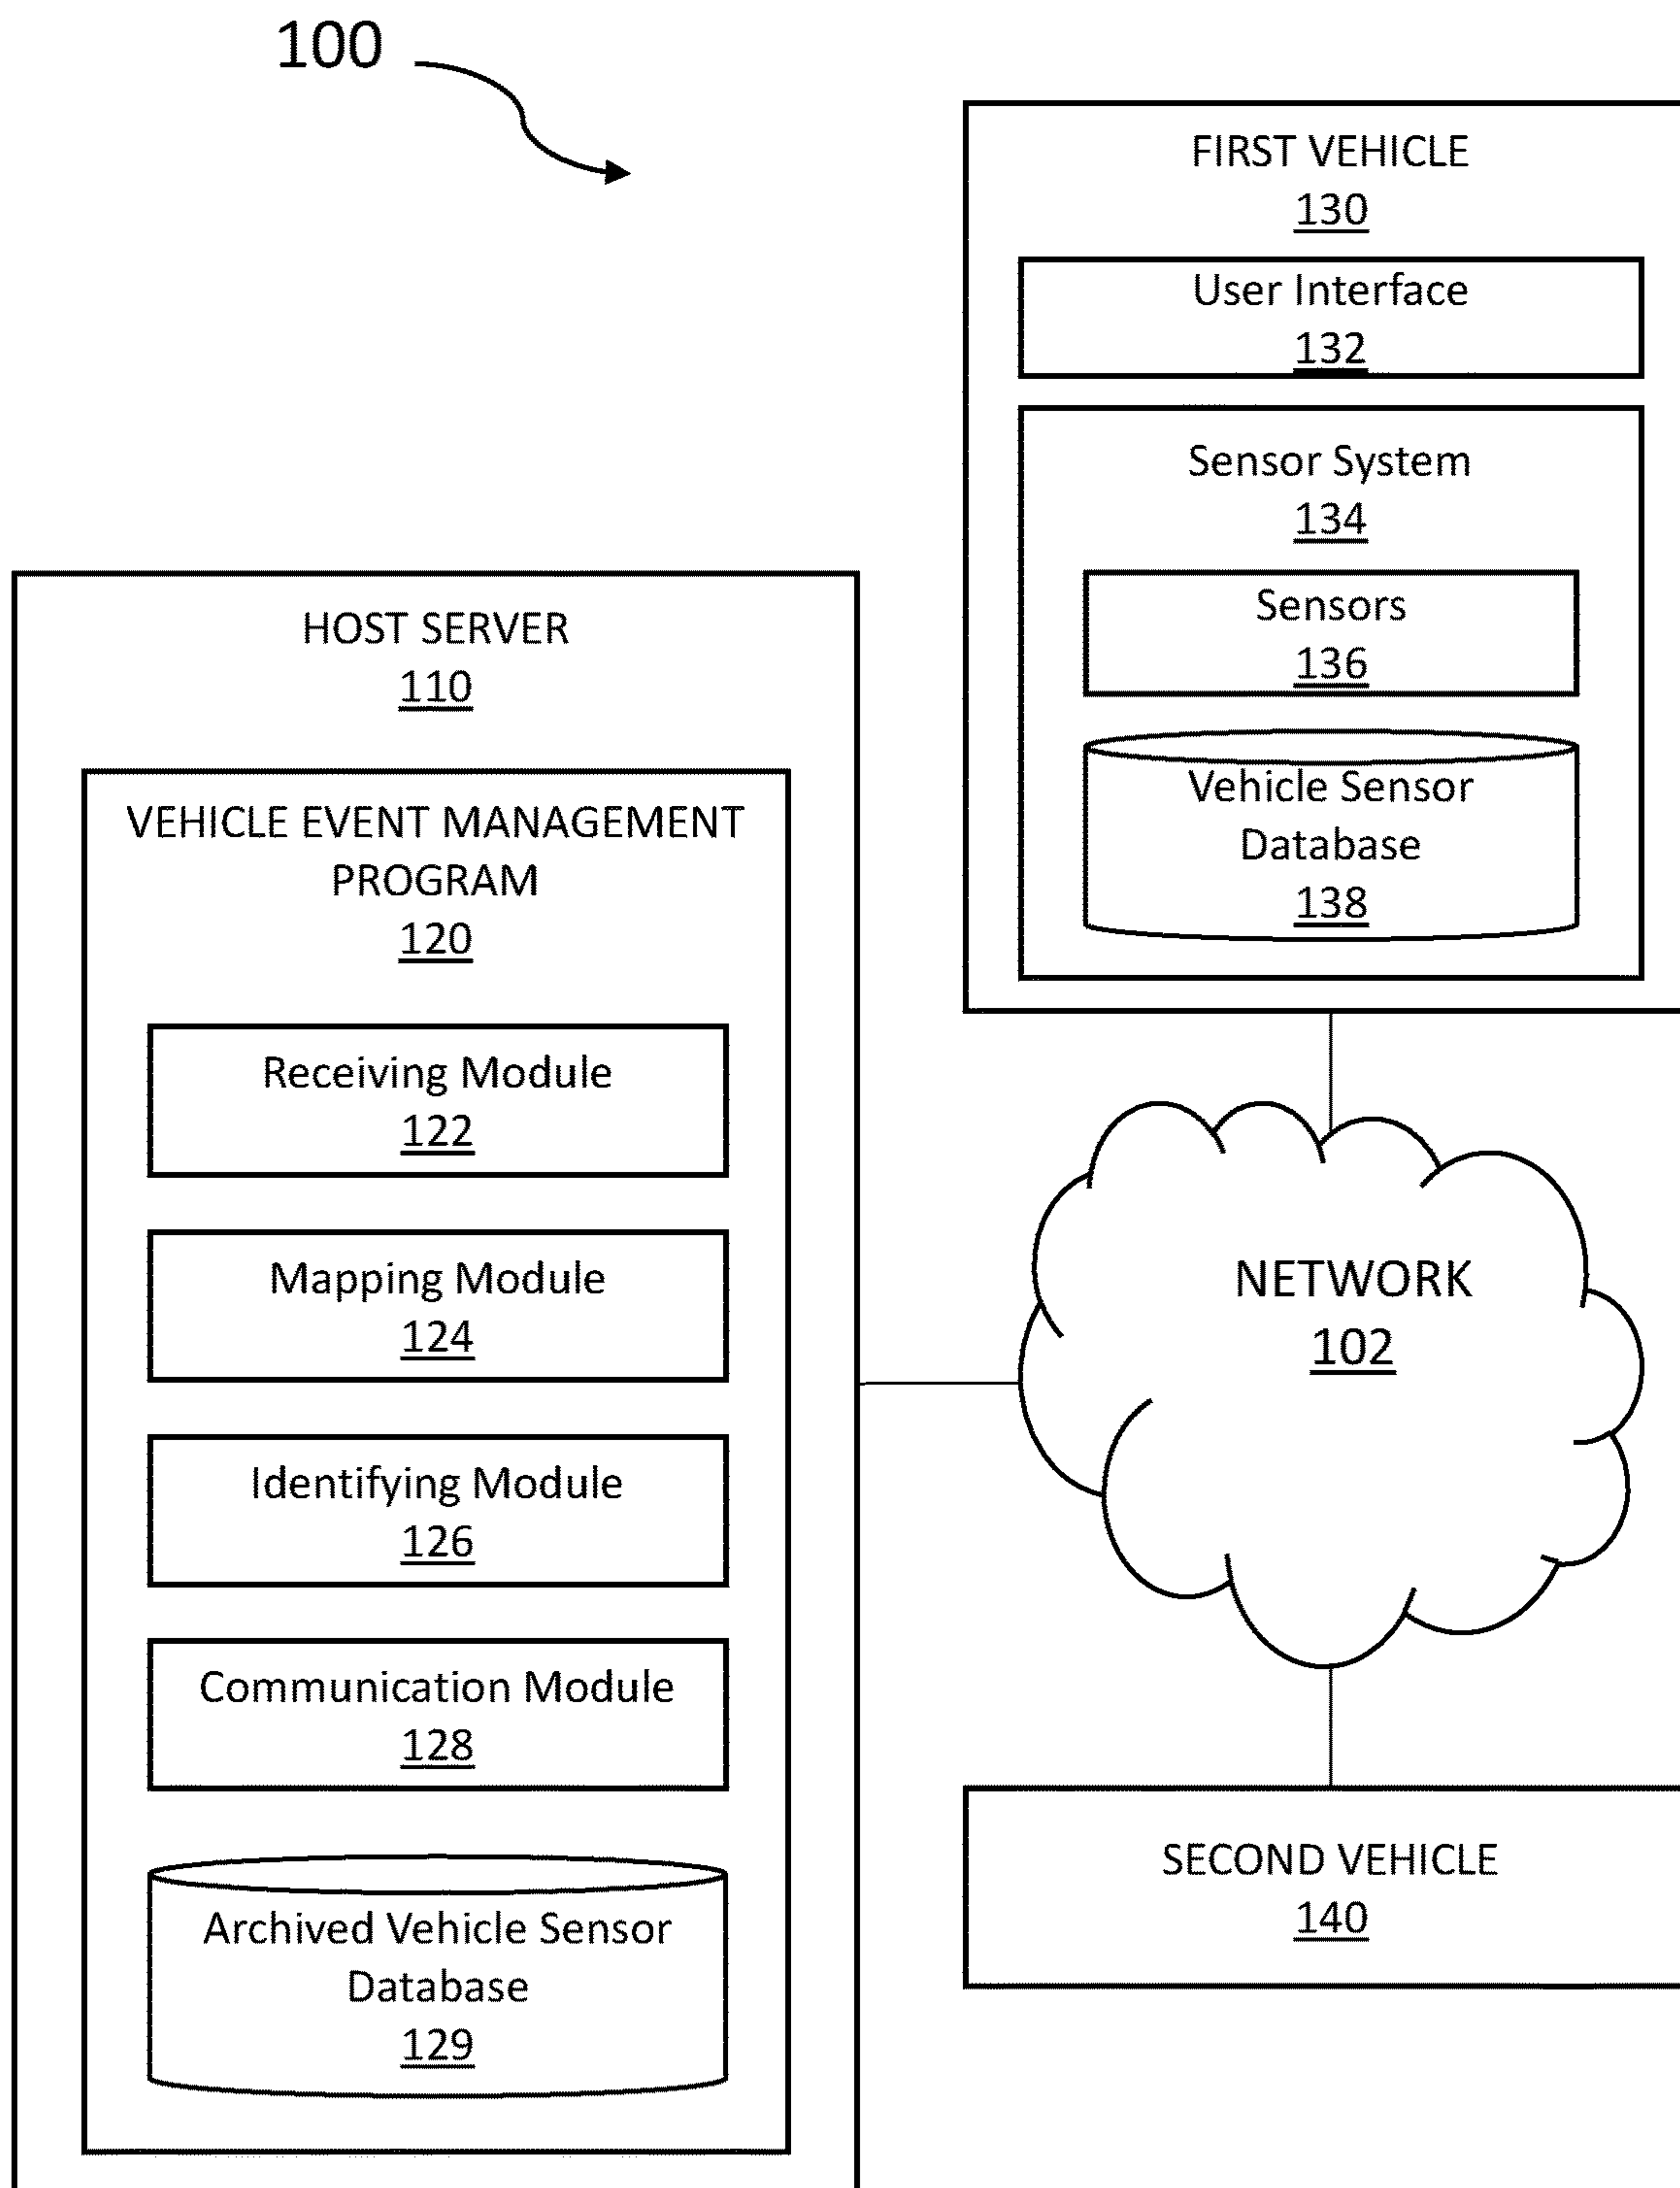 100
FIRST VEHICLE
130
User Interface
132
Sensor System
134
Sensors
136
Vehicle Sensor
Database
138
HOST SERVER
110
VEHICLE EVENT MANAGEMENT
PROGRAM
120
Receiving Module
122
Mapping Module
124
Identifying Module
126
Communication Module
128
Archived Vehicle Sensor
Database
129
NETWORK
102
SECOND VEHICLE
140